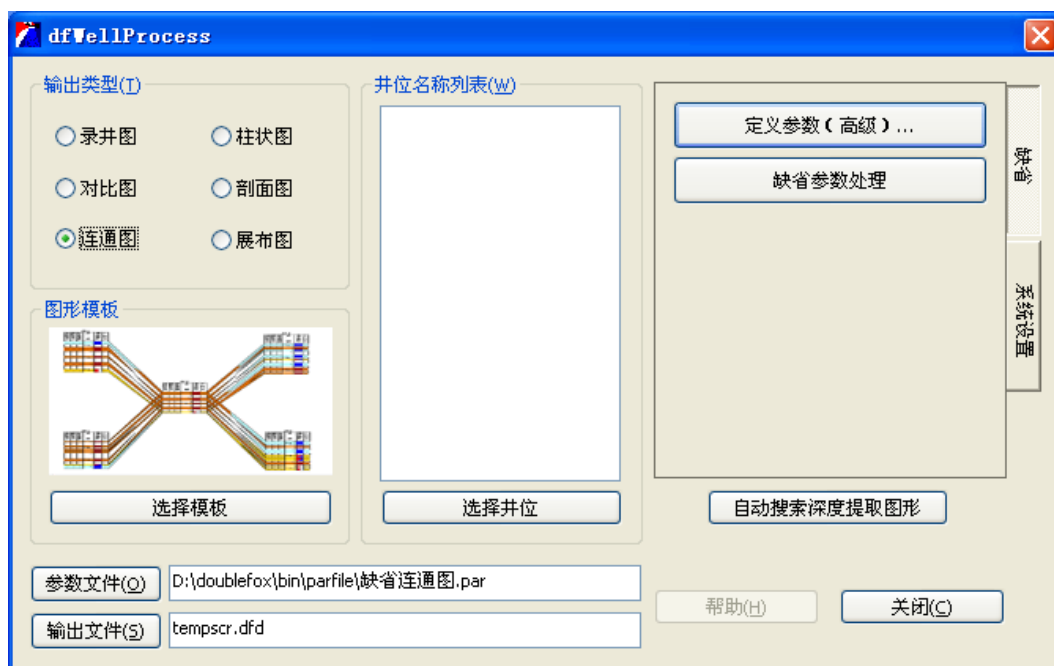 dfWellProcess
输出类型(T)
录井图
柱状图
对比图
剖面图
连通图
展布图
图形模板
选择模板
井位名称列表(W)
选择井位
定义参数(高级)...
缺省参数处理
缺省
系统设置
自动搜索深度提取图形
参数文件(O)
D:\doublefox\bin\parfile\缺省连通图.par
输出文件(S)
tempscr.dfd
帮助(H)
关闭(C)